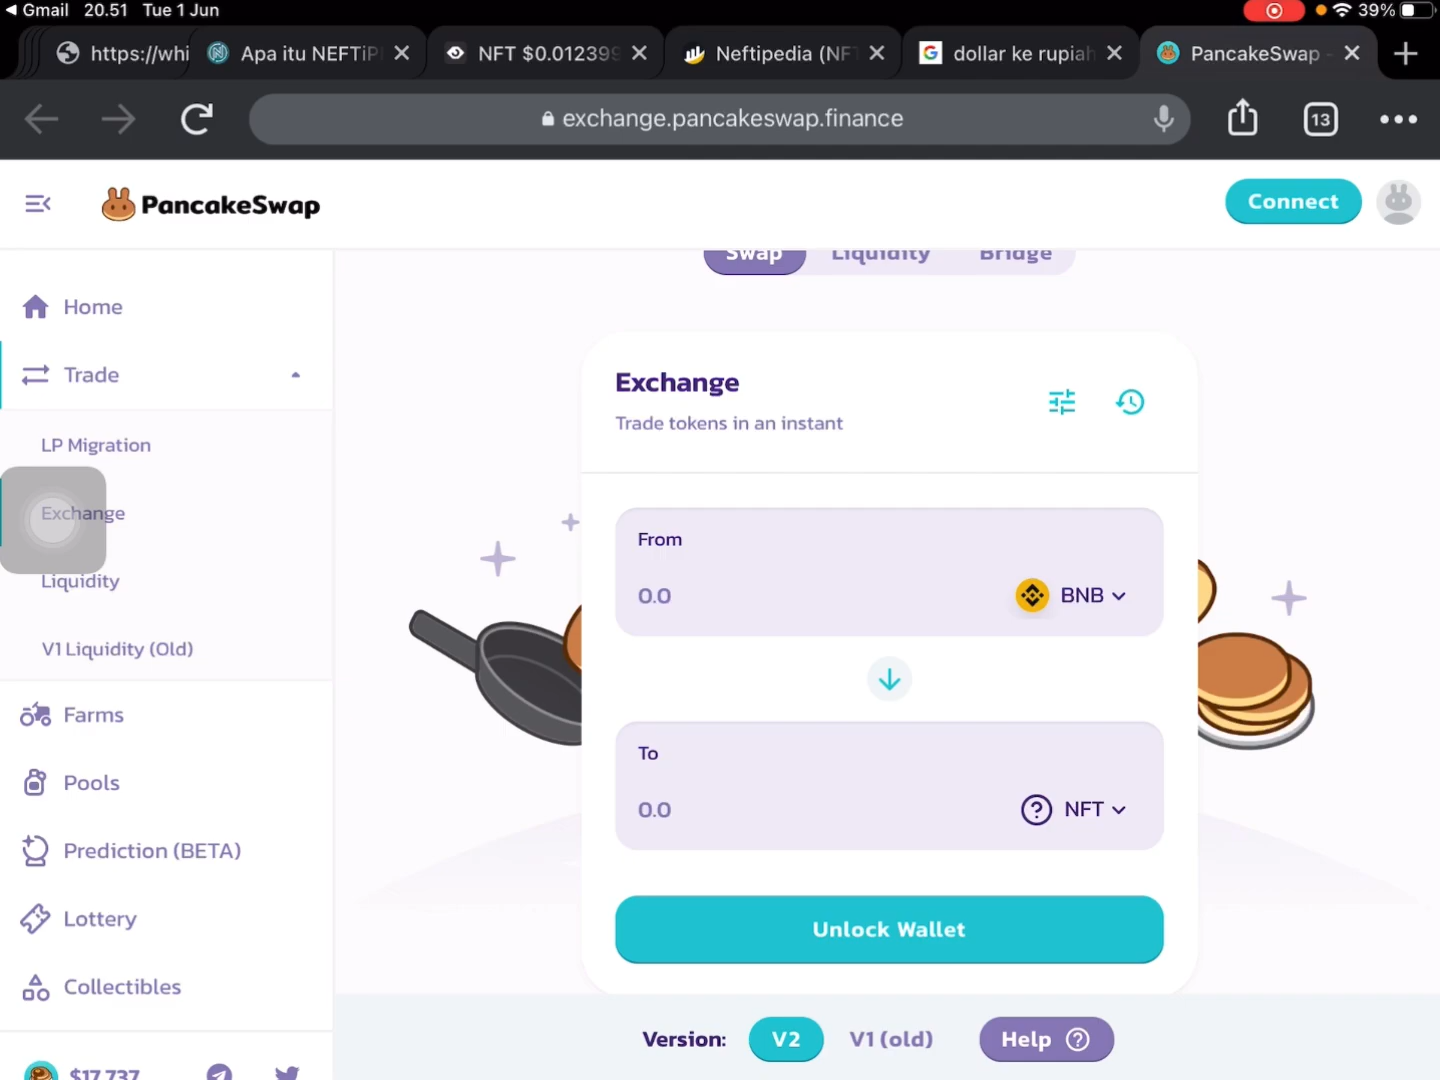 Gmail 20.51 Tue 1 Jun 39%
https://whi Apa itu NEFTiP NFT $0.012399 Neftipedia (NFT dollar ke rupiah PancakeSwap -
exchange.pancakeswap.finance 13
PancakeSwap Connect
Swap Liquidity Bridge
Home
Trade
LP Migration
Exchange
Liquidity
V1 Liquidity (Old)
Farms
Pools
Prediction (BETA)
Lottery
Collectibles
$17.737
Exchange
Trade tokens in an instant
From
0.0 BNB
To
0.0 ? NFT
Unlock Wallet
Version: V2 V1 (old) Help ?